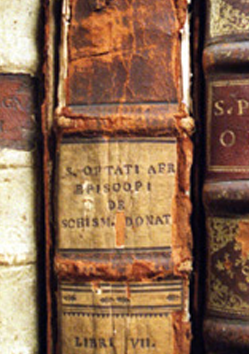 S. OPTATI AFR
EPISCOPI
DE
SCHISM. DONAT.
LIBRI VII.
S.
O